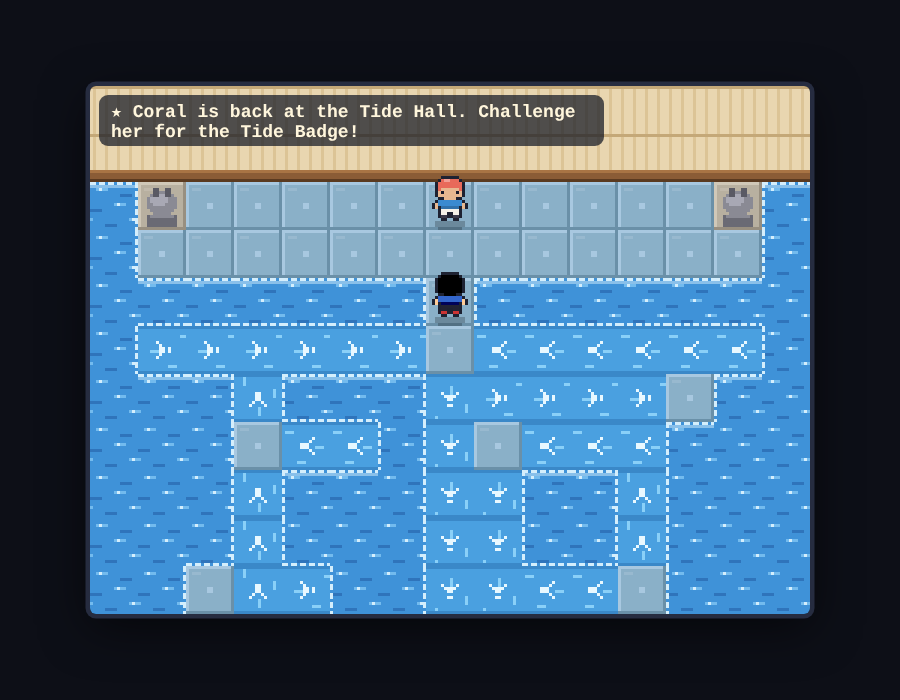 ★ Coral is back at the Tide Hall. Challenge
her for the Tide Badge!